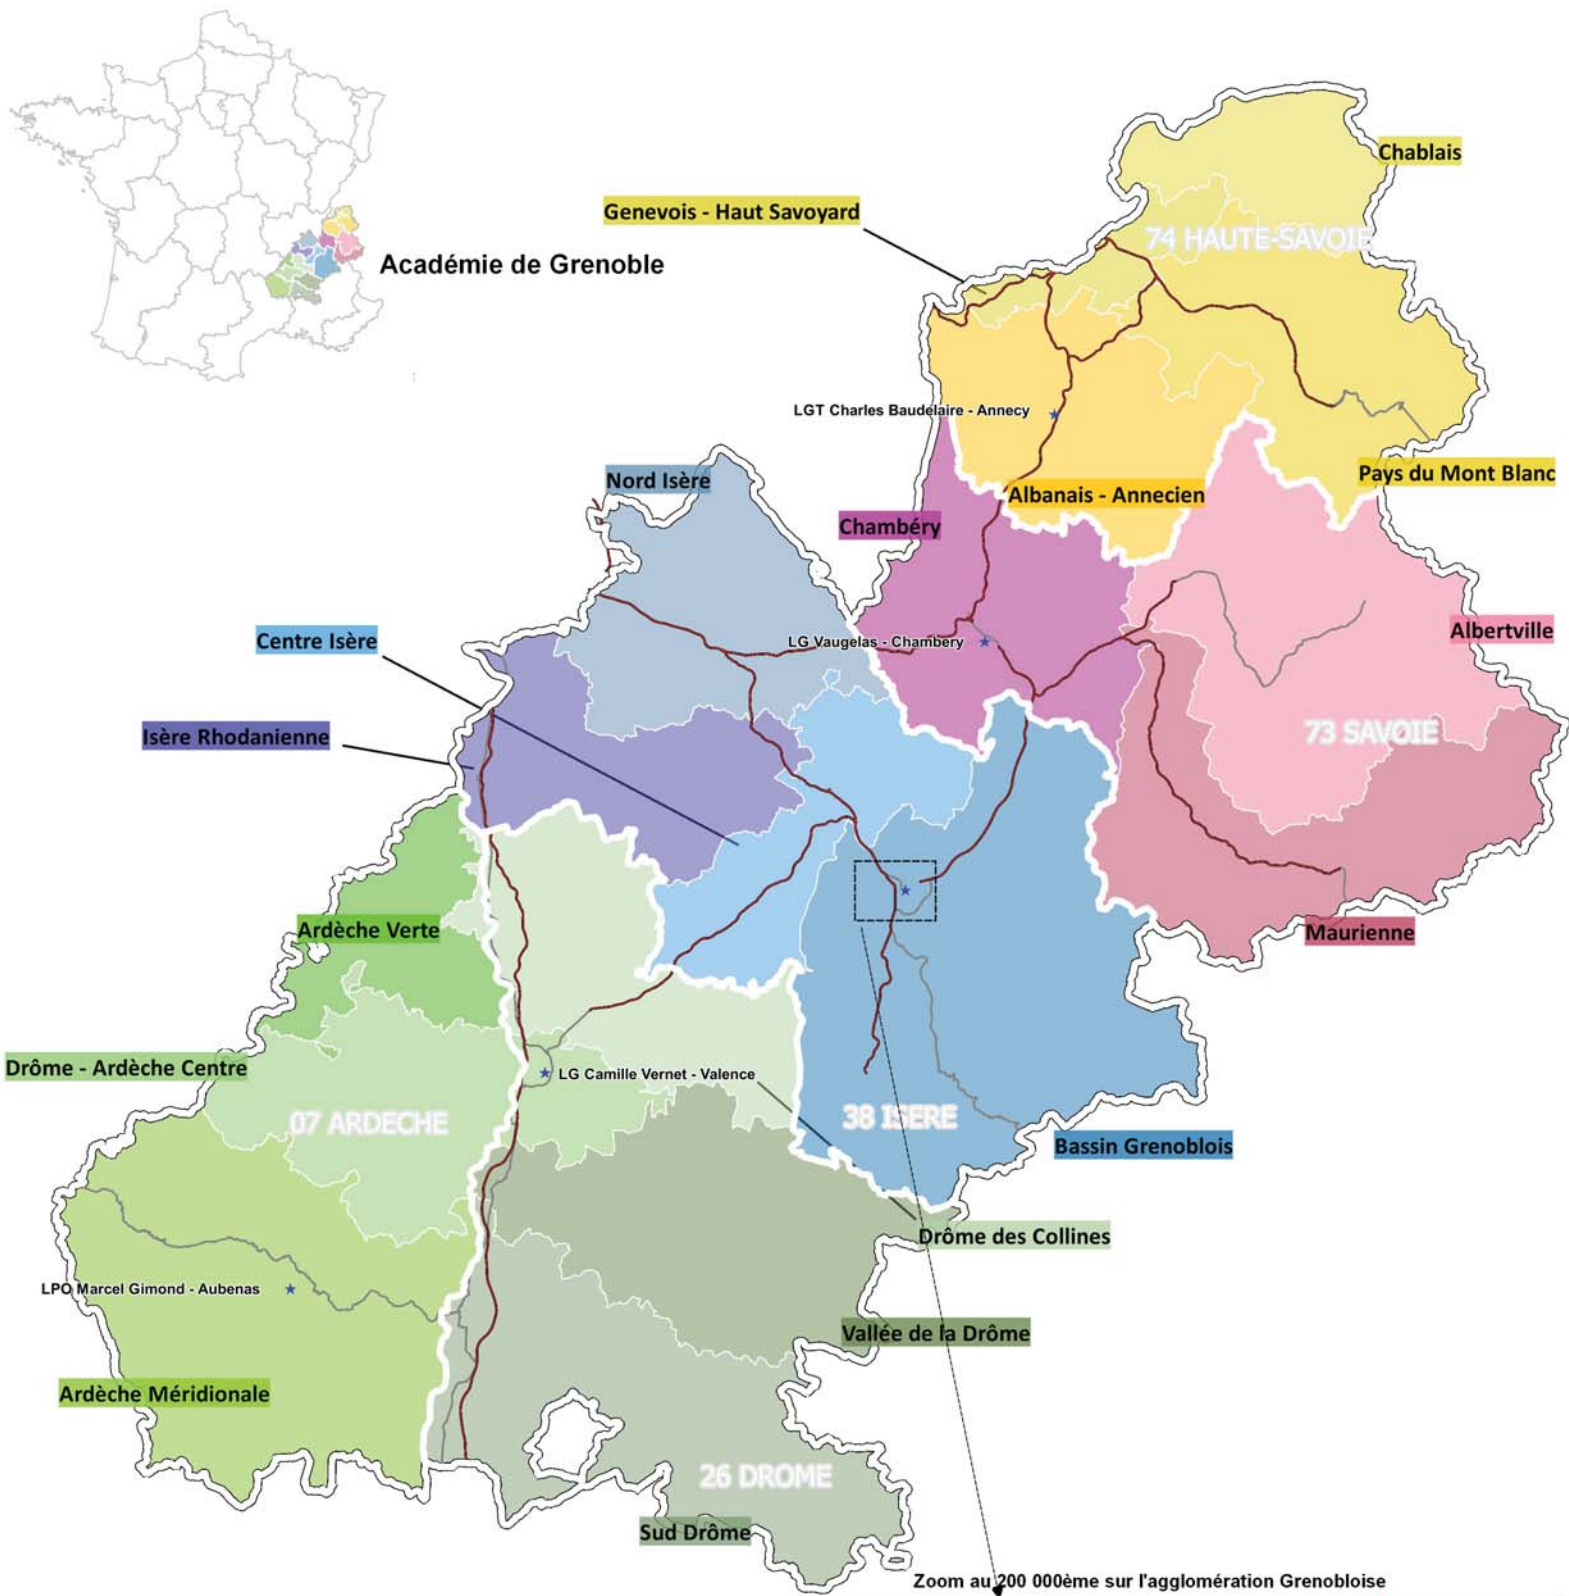 Chablais
Genevois - Haut Savoyard
74 HAUTE-SAVOIE
Académie de Grenoble
LGT Charles Baudelaire - Annecy
Nord Isère
Pays du Mont Blanc
Albanais - Annecien
Chambéry
Centre Isère
LG Vaugelas - Chambery
Albertville
Isère Rhodanienne
73 SAVOIE
Ardèche Verte
Maurienne
Drôme - Ardèche Centre
LG Camille Vernet - Valence
07 ARDECHE
38 ISERE
Bassin Grenoblois
Drôme des Collines
LPO Marcel Gimond - Aubenas
Vallée de la Drôme
Ardèche Méridionale
26 DROME
Sud Drôme
Zoom au 200 000ème sur l'agglomération Grenobloise